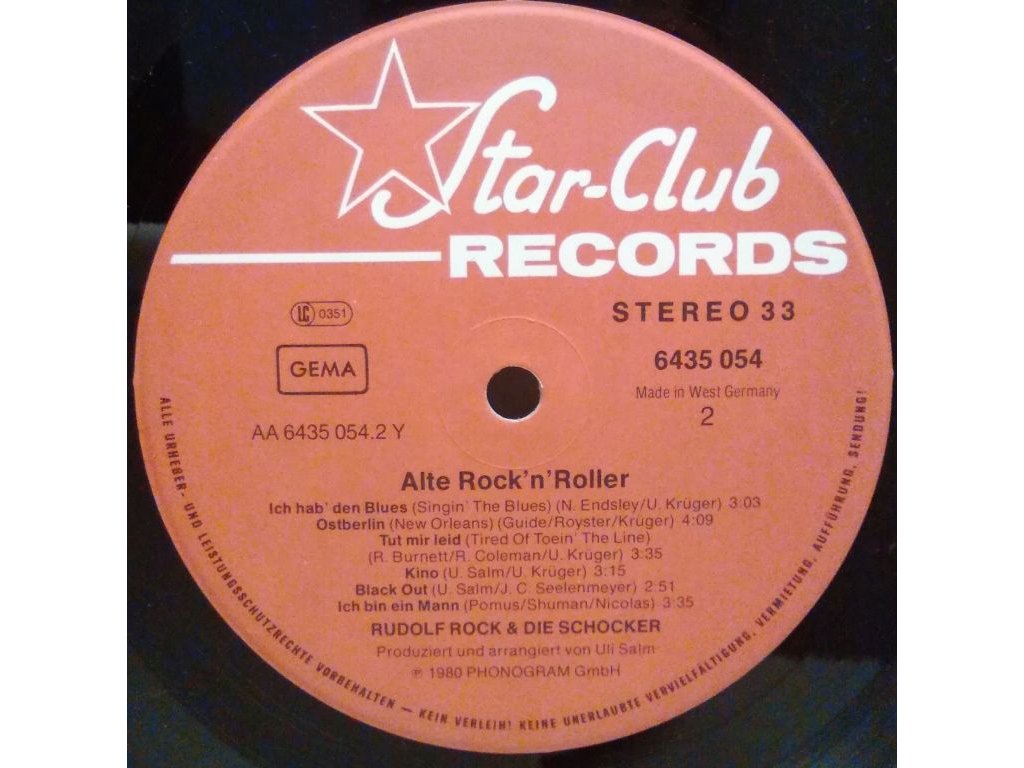 Star-Club
RECORDS
LC 0351
STEREO 33
GEMA
6435 054
Made in West Germany
2
AA 6435 054.2 Y
Alte Rock'n'Roller
Ich hab' den Blues (Singin' The Blues) (N. Endsley/U. Krüger) 3:03
Ostberlin (New Orleans) (Guide/Royster/Krüger) 4:09
Tut mir leid (Tired Of Toein' The Line)
(R. Burnett/R. Coleman/U. Krüger) 3:35
Kino (U. Salm/U. Krüger) 3:15
Black Out (U. Salm/J. C. Seelenmeyer) 2:51
Ich bin ein Mann (Pomus/Shuman/Nicolas) 3:35
RUDOLF ROCK & DIE SCHOCKER
Produziert und arrangiert von Uli Salm
℗ 1980 PHONOGRAM GmbH
ALLE URHEBER- UND LEISTUNGSSCHUTZRECHTE VORBEHALTEN – KEIN VERLEIH! KEINE UNERLAUBTE VERVIELFÄLTIGUNG, VERMIETUNG, AUFFÜHRUNG, SENDUNG!